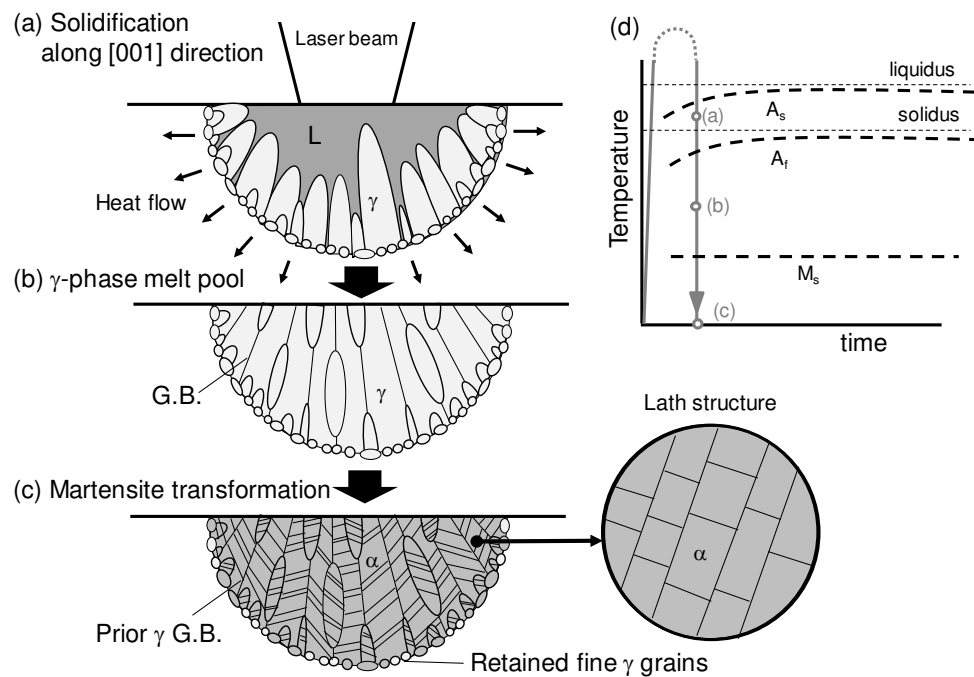 (a) Solidification
along [001] direction
Laser beam
L
γ
Heat flow
(b) γ-phase melt pool
G.B.
γ
(c) Martensite transformation
α
Prior γ G.B.
Retained fine γ grains
(d)
Temperature
liquidus
As
(a)
solidus
Af
(b)
Ms
(c)
time
Lath structure
α